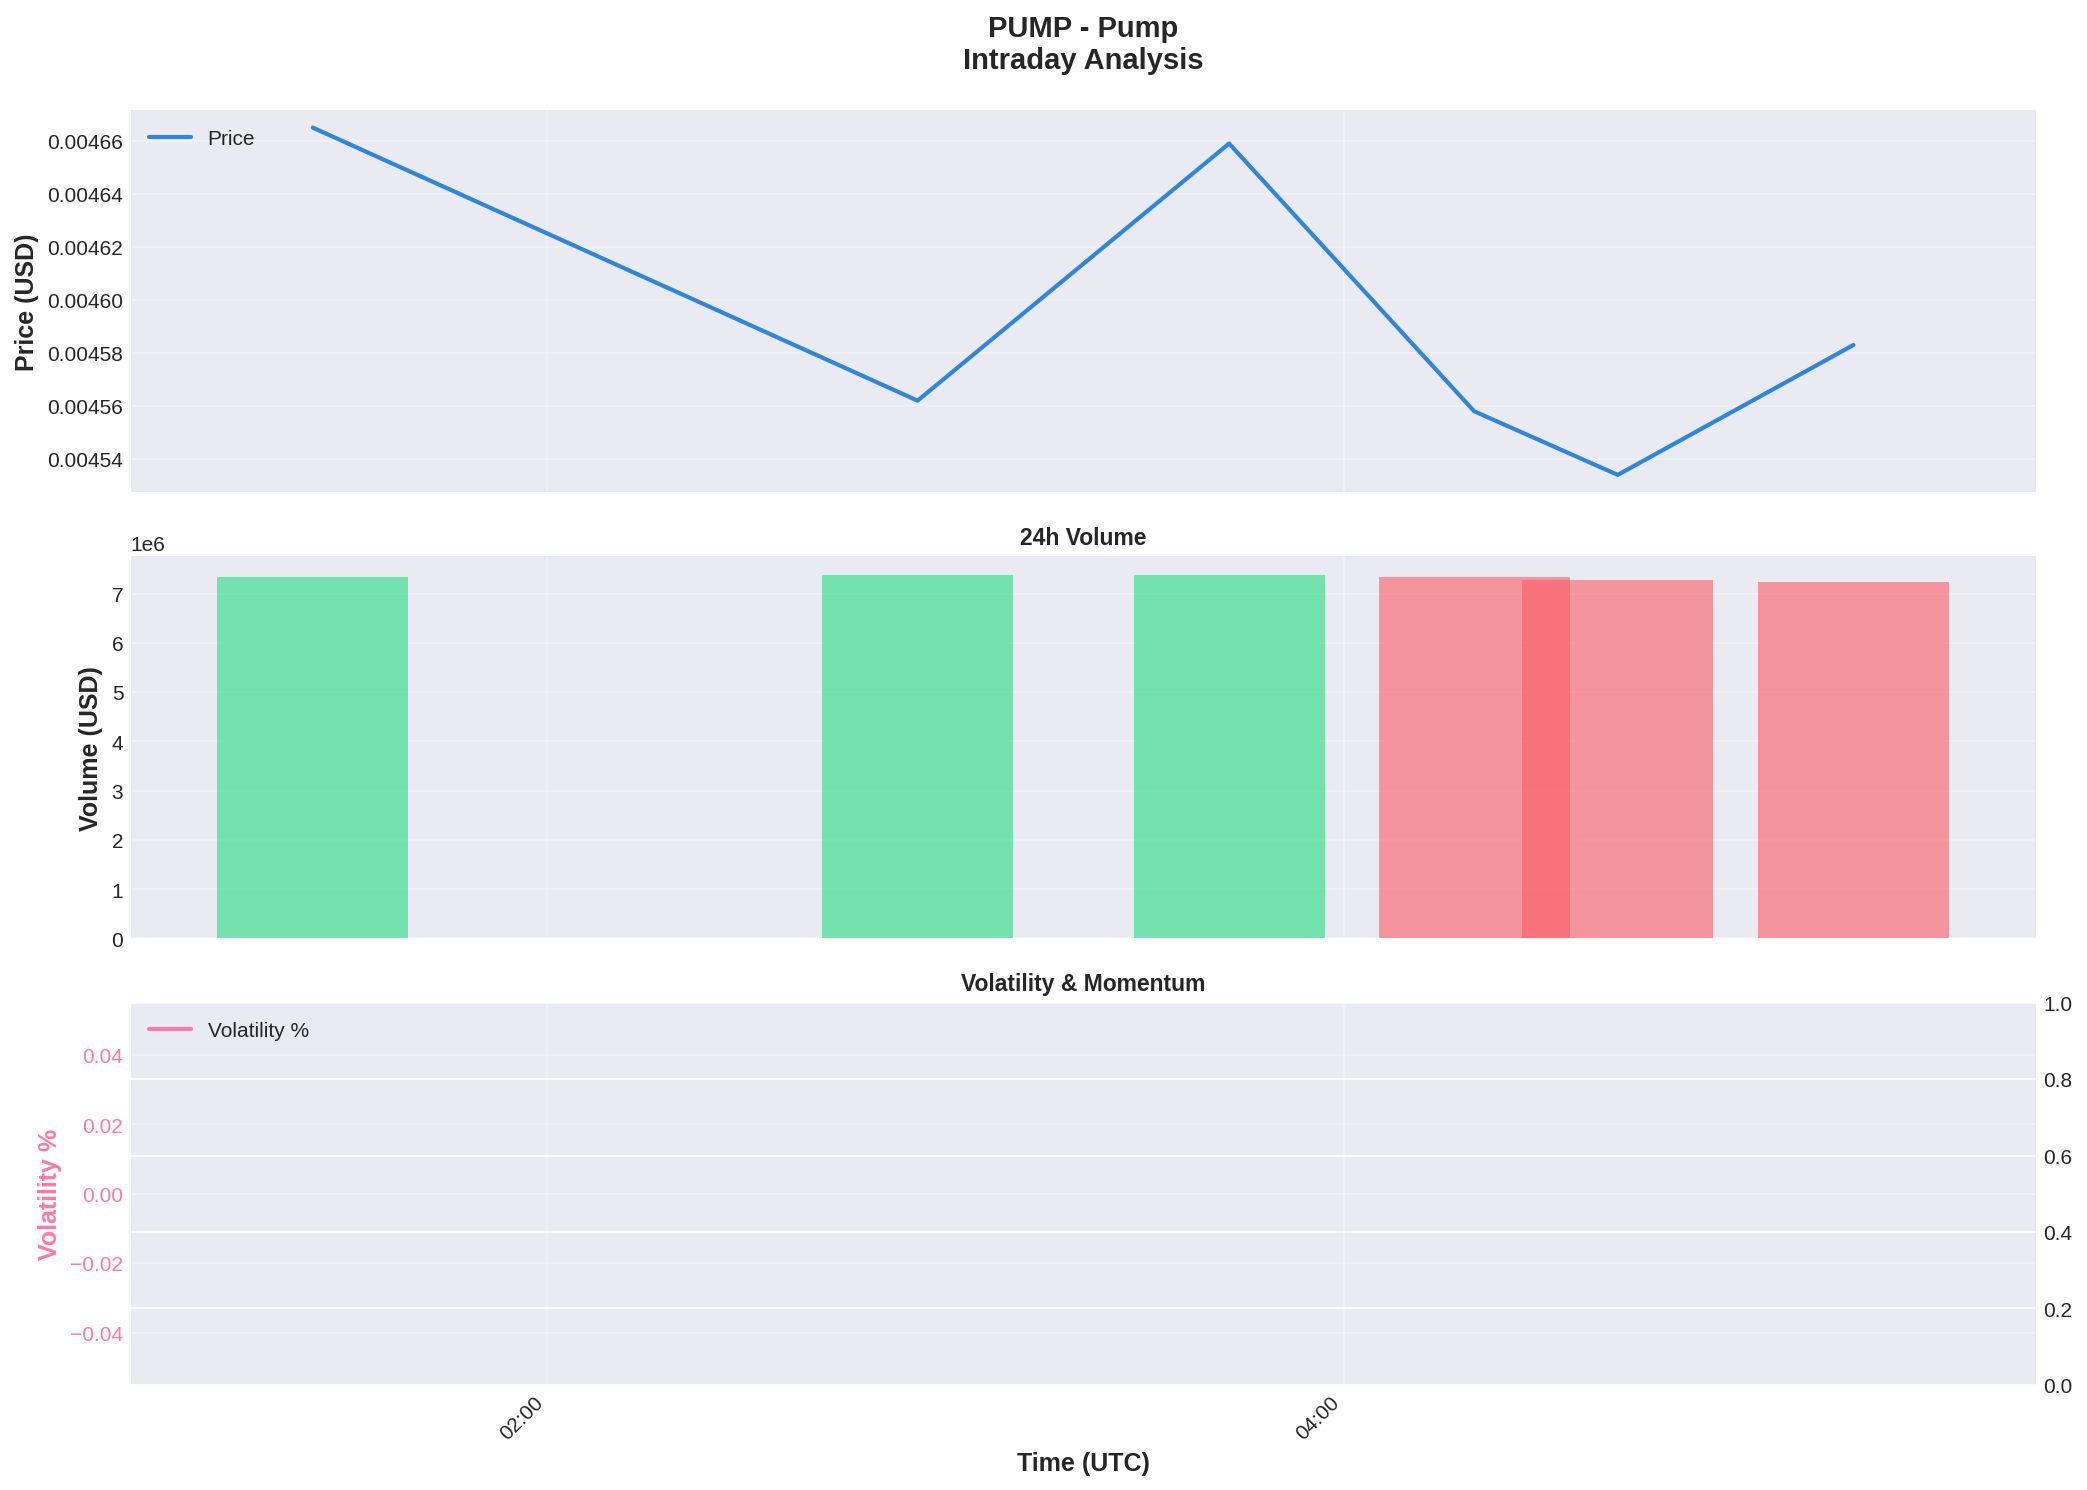 PUMP - Pump
Intraday Analysis
Price
0.00466
0.00464
0.00462
0.00460
0.00458
0.00456
0.00454
Price (USD)
24h Volume
1e6
7
6
5
4
3
2
1
0
Volume (USD)
Volatility & Momentum
Volatility %
0.04
0.02
0.00
−0.02
−0.04
Volatility %
1.0
0.8
0.6
0.4
0.2
0.0
02:00
04:00
Time (UTC)